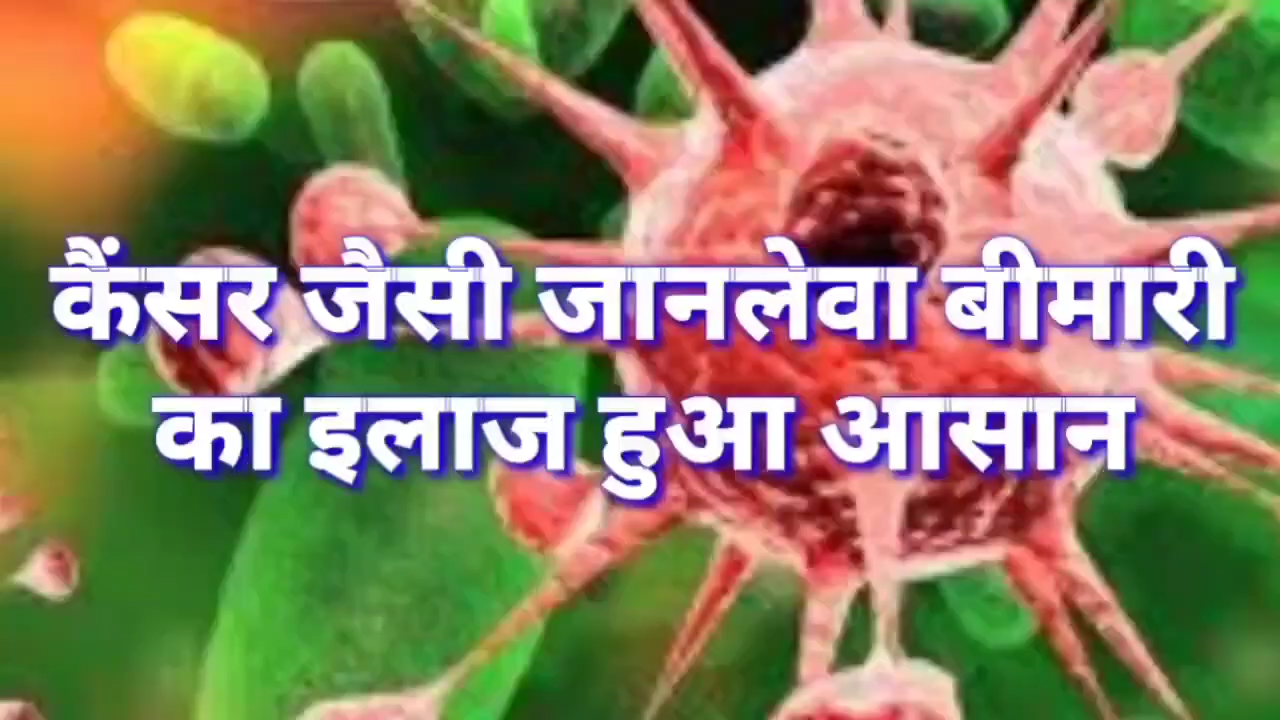 कैंसर जैसी जानलेवा बीमारी
का इलाज हुआ आसान